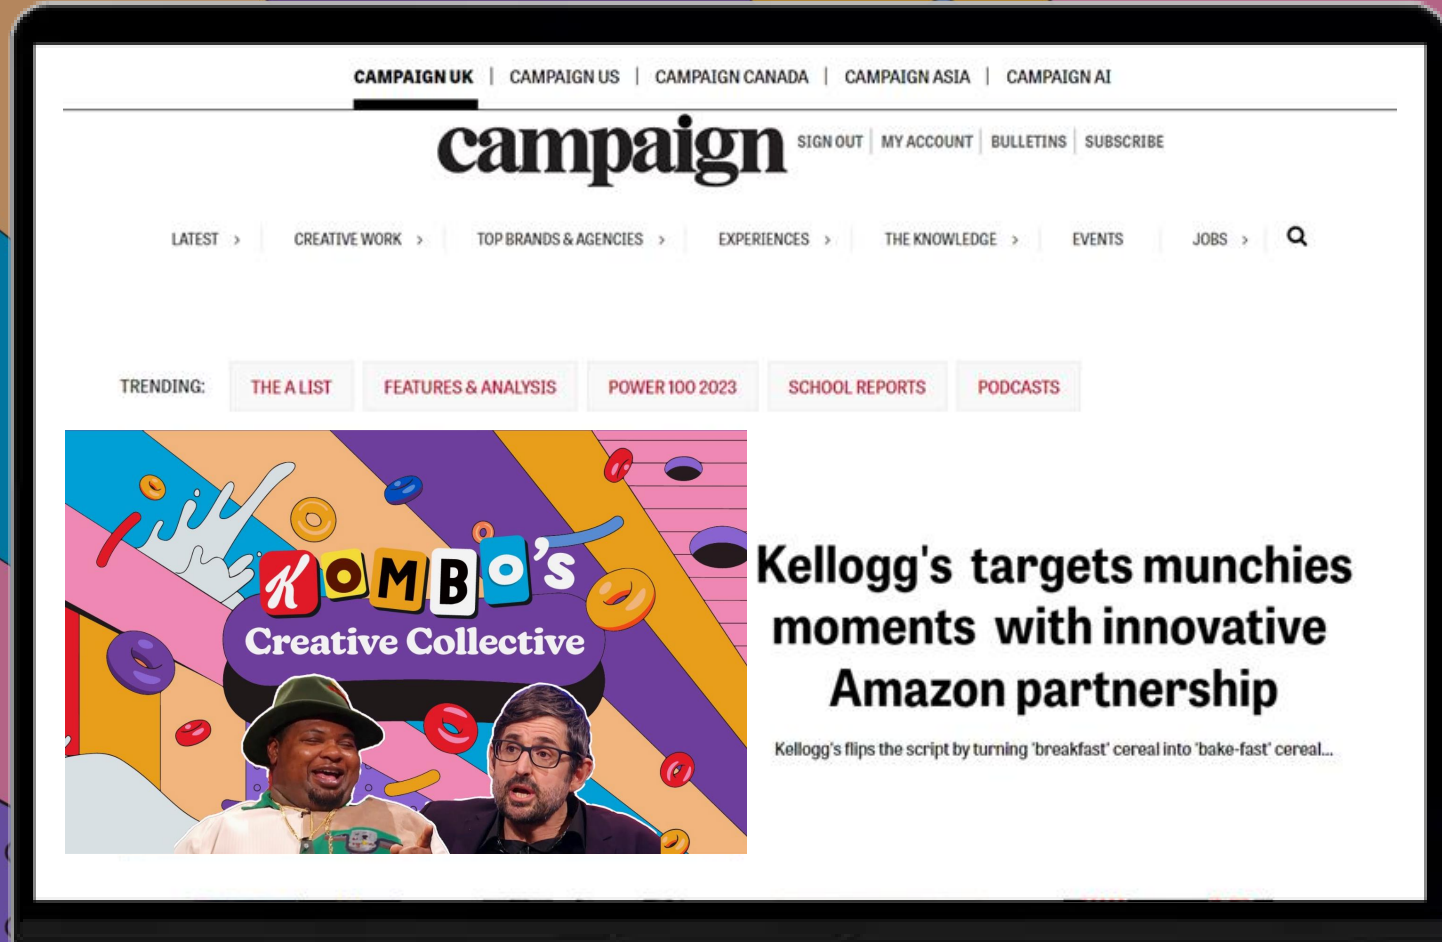 CAMPAIGN UK | CAMPAIGN US | CAMPAIGN CANADA | CAMPAIGN ASIA | CAMPAIGN AI
campaign
SIGN OUT | MY ACCOUNT | BULLETINS | SUBSCRIBE
LATEST > CREATIVE WORK > TOP BRANDS & AGENCIES > EXPERIENCES > THE KNOWLEDGE > EVENTS JOBS >
TRENDING: THE A LIST FEATURES & ANALYSIS POWER 100 2023 SCHOOL REPORTS PODCASTS
KOMBO'S
Creative Collective
Kellogg's targets munchies
moments with innovative
Amazon partnership
Kellogg's flips the script by turning 'breakfast' cereal into 'bake-fast' cereal...